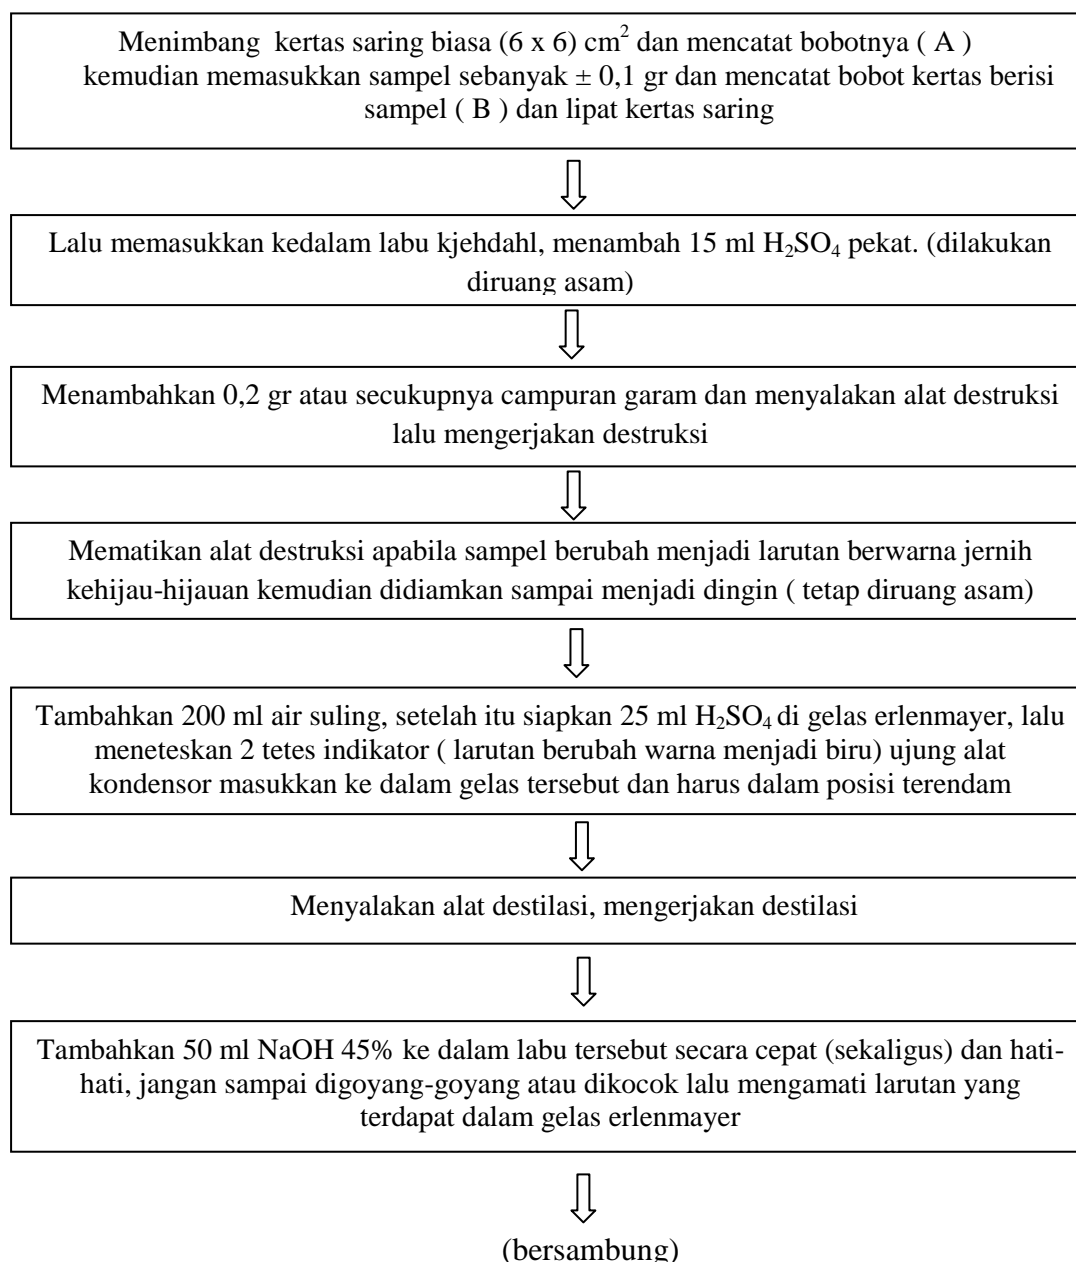 Menimbang kertas saring biasa (6 x 6) cm² dan mencatat bobotnya ( A )
kemudian memasukkan sampel sebanyak ± 0,1 gr dan mencatat bobot kertas berisi
sampel ( B ) dan lipat kertas saring
Lalu memasukkan kedalam labu kjehdahl, menambah 15 ml H₂SO₄ pekat. (dilakukan
diruang asam)
Menambahkan 0,2 gr atau secukupnya campuran garam dan menyalakan alat destruksi
lalu mengerjakan destruksi
Mematikan alat destruksi apabila sampel berubah menjadi larutan berwarna jernih
kehijau-hijauan kemudian didiamkan sampai menjadi dingin ( tetap diruang asam)
Tambahkan 200 ml air suling, setelah itu siapkan 25 ml H₂SO₄ di gelas erlenmayer, lalu
meneteskan 2 tetes indikator ( larutan berubah warna menjadi biru) ujung alat
kondensor masukkan ke dalam gelas tersebut dan harus dalam posisi terendam
Menyalakan alat destilasi, mengerjakan destilasi
Tambahkan 50 ml NaOH 45% ke dalam labu tersebut secara cepat (sekaligus) dan hati-
hati, jangan sampai digoyang-goyang atau dikocok lalu mengamati larutan yang
terdapat dalam gelas erlenmayer
(bersambung)